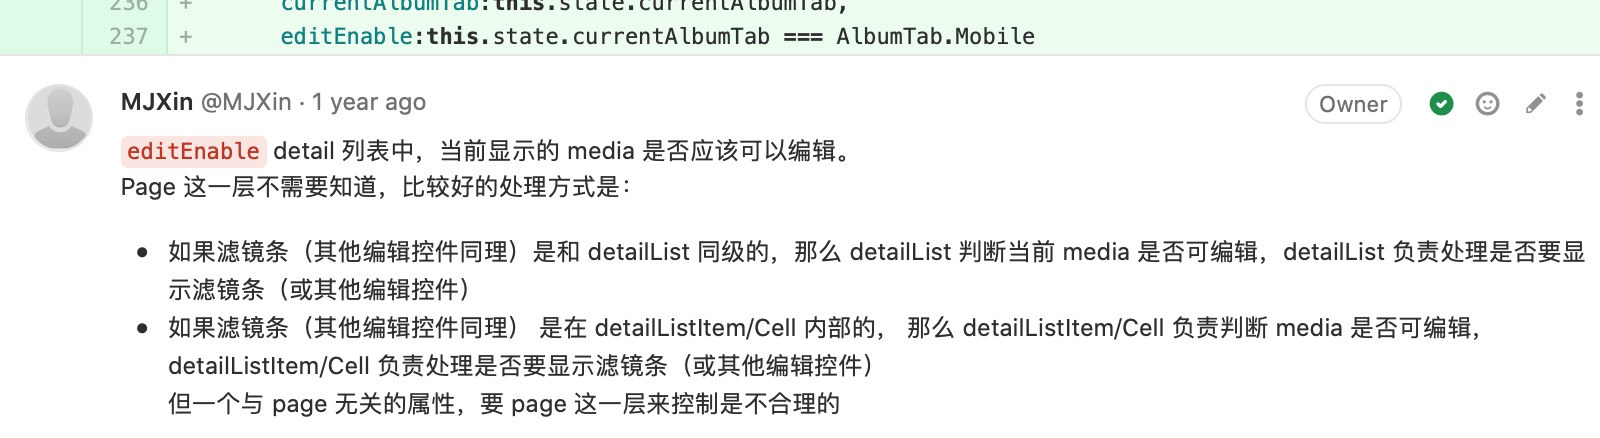 236 + currentAlbumTab:this.state.currentAlbumTab,
237 + editEnable:this.state.currentAlbumTab === AlbumTab.Mobile
MJXin @MJXin · 1 year ago Owner
editEnable detail 列表中，当前显示的 media 是否应该可以编辑。
Page 这一层不需要知道，比较好的处理方式是：
• 如果滤镜条（其他编辑控件同理）是和 detailList 同级的，那么 detailList 判断当前 media 是否可编辑，detailList 负责处理是否要显
示滤镜条（或其他编辑控件）
• 如果滤镜条（其他编辑控件同理） 是在 detailListItem/Cell 内部的， 那么 detailListItem/Cell 负责判断 media 是否可编辑，
detailListItem/Cell 负责处理是否要显示滤镜条（或其他编辑控件）
但一个与 page 无关的属性，要 page 这一层来控制是不合理的